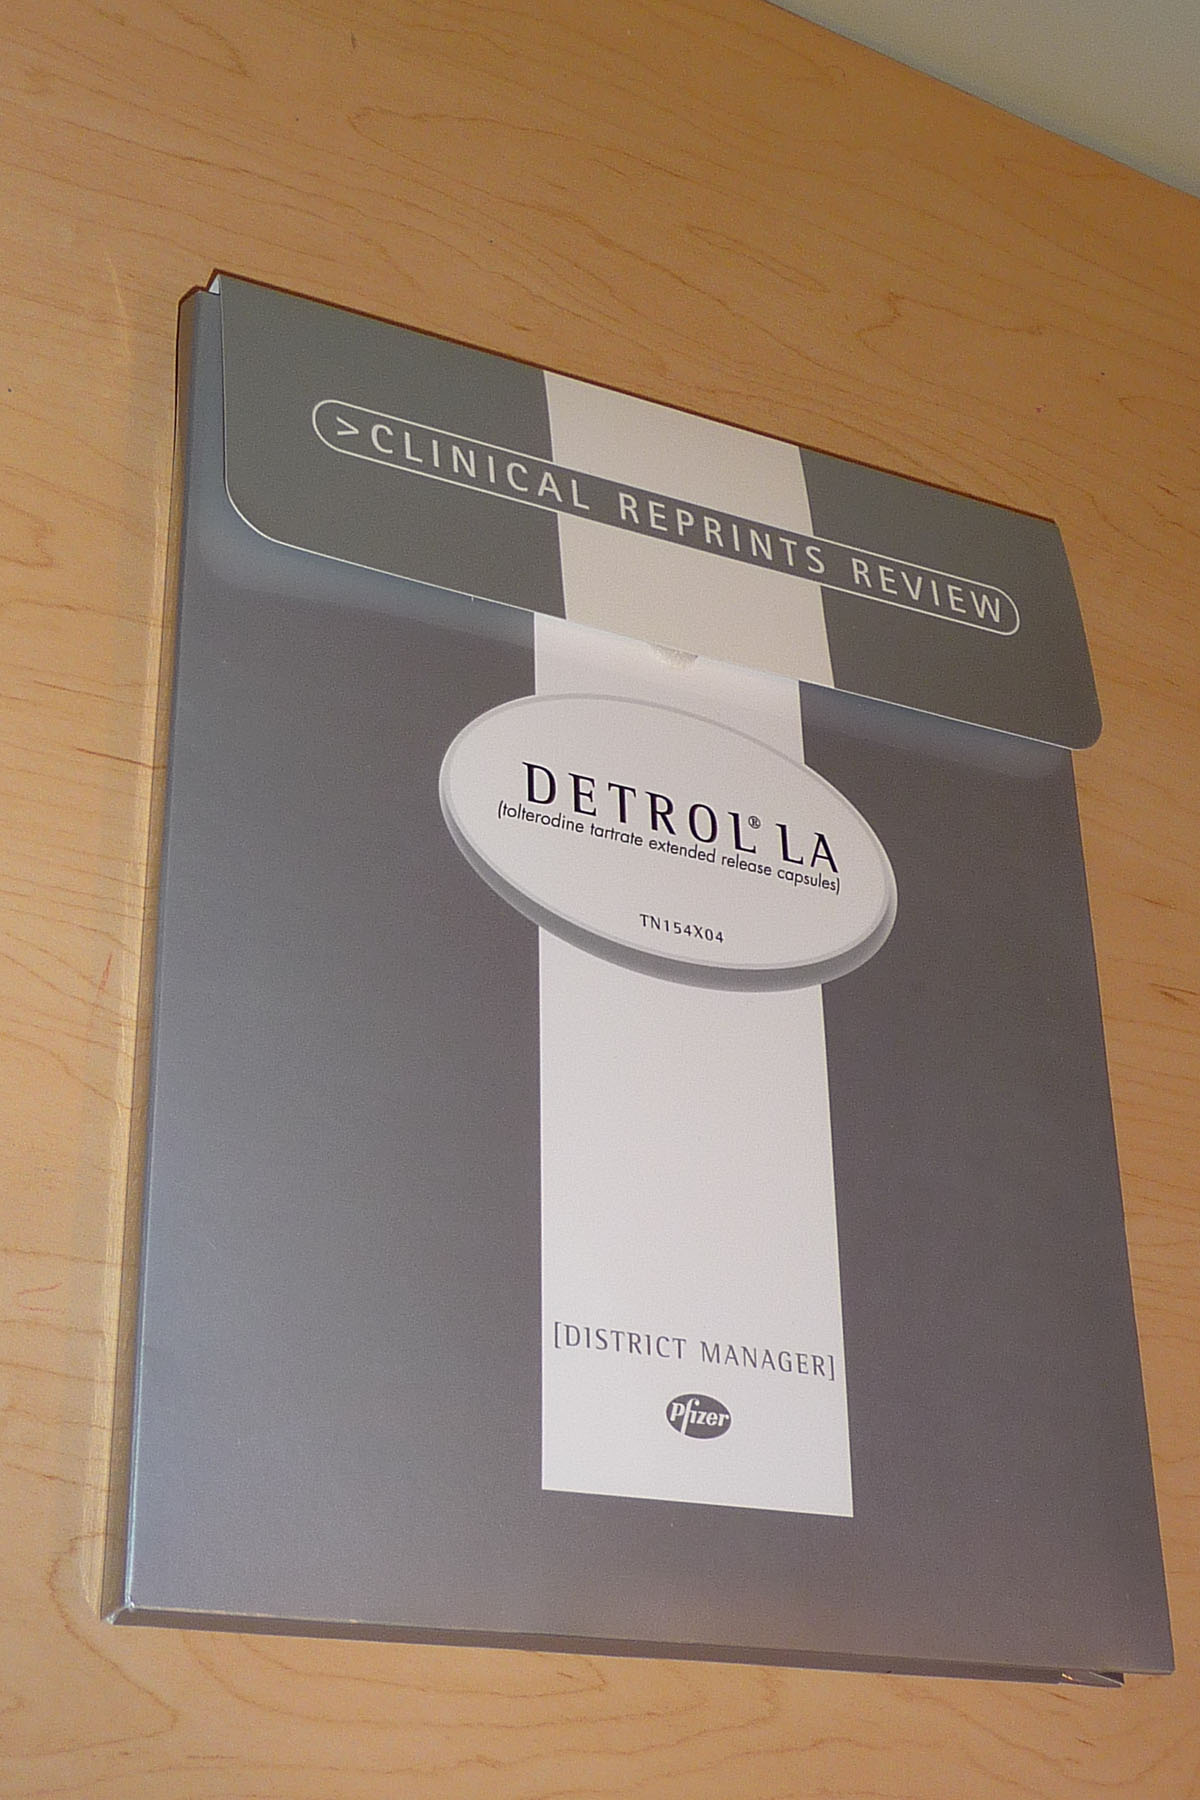 >CLINICAL REPRINTS REVIEW
DETROL® LA
(tolterodine tartrate extended release capsules)
TN154X04
[DISTRICT MANAGER]
Pfizer